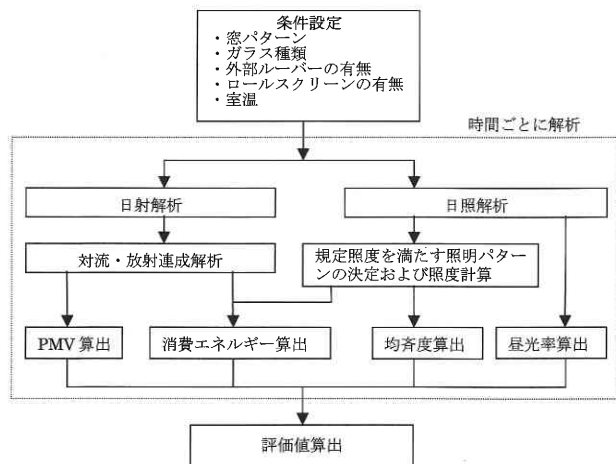 条件設定
・窓パターン
・ガラス種類
・外部ルーバーの有無
・ロールスクリーンの有無
・室温
時間ごとに解析
日射解析
日照解析
対流・放射連成解析
規定照度を満たす照明パター
ンの決定および照度計算
PMV 算出
消費エネルギー算出
均斉度算出
昼光率算出
評価値算出